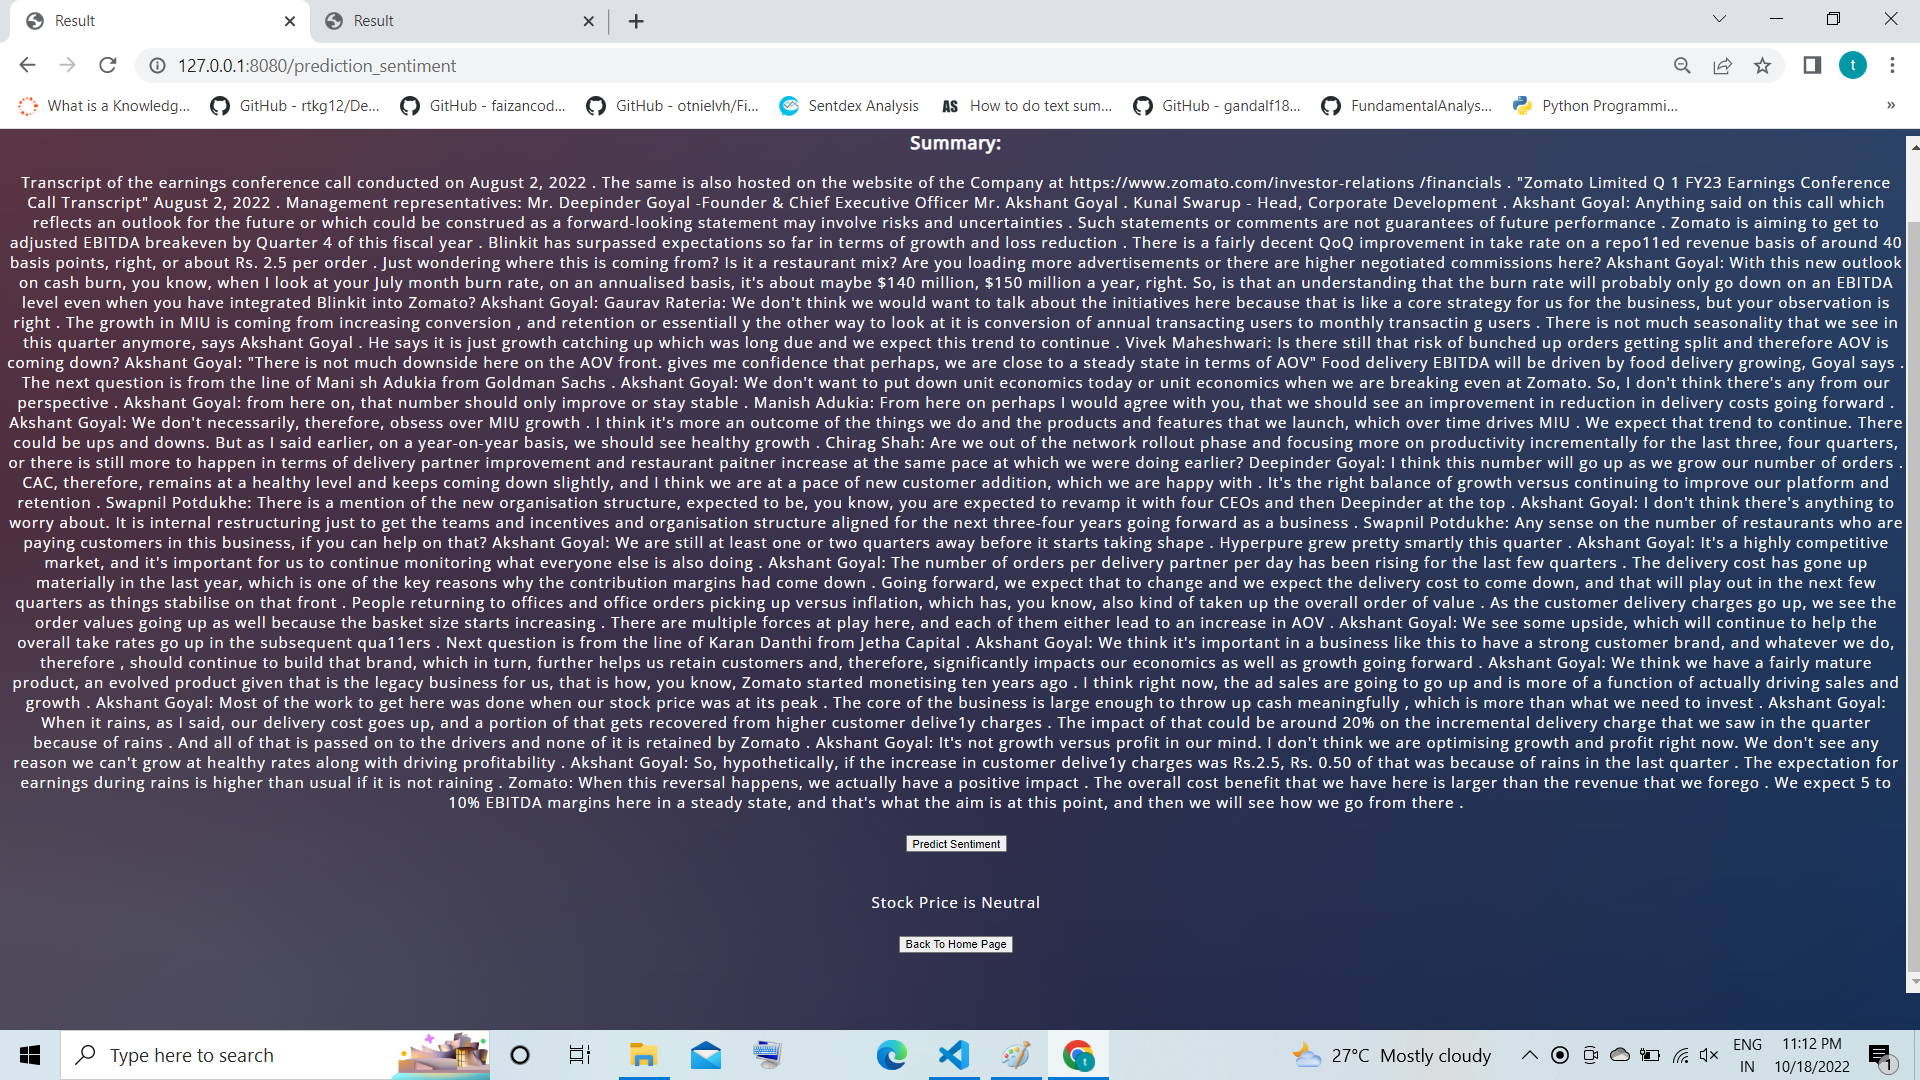 Result
Result
127.0.0.1:8080/prediction_sentiment
t
What is a Knowledg...
GitHub - rtkg12/De...
GitHub - faizancod...
GitHub - otnielvh/Fi...
Sentdex Analysis
AS How to do text sum...
GitHub - gandalf18...
FundamentalAnalys...
Python Programmi...
»
Summary:
Transcript of the earnings conference call conducted on August 2, 2022 . The same is also hosted on the website of the Company at https://www.zomato.com/investor-relations /financials . "Zomato Limited Q 1 FY23 Earnings Conference
Call Transcript" August 2, 2022 . Management representatives: Mr. Deepinder Goyal -Founder & Chief Executive Officer Mr. Akshant Goyal . Kunal Swarup - Head, Corporate Development . Akshant Goyal: Anything said on this call which
reflects an outlook for the future or which could be construed as a forward-looking statement may involve risks and uncertainties . Such statements or comments are not guarantees of future performance . Zomato is aiming to get to
adjusted EBITDA breakeven by Quarter 4 of this fiscal year . Blinkit has surpassed expectations so far in terms of growth and loss reduction . There is a fairly decent QoQ improvement in take rate on a repo11ed revenue basis of around 40
basis points, right, or about Rs. 2.5 per order . Just wondering where this is coming from? Is it a restaurant mix? Are you loading more advertisements or there are higher negotiated commissions here? Akshant Goyal: With this new outlook
on cash burn, you know, when I look at your July month burn rate, on an annualised basis, it's about maybe $140 million, $150 million a year, right. So, is that an understanding that the burn rate will probably only go down on an EBITDA
level even when you have integrated Blinkit into Zomato? Akshant Goyal: Gaurav Rateria: We don't think we would want to talk about the initiatives here because that is like a core strategy for us for the business, but your observation is
right . The growth in MIU is coming from increasing conversion , and retention or essentiall y the other way to look at it is conversion of annual transacting users to monthly transactin g users . There is not much seasonality that we see in
this quarter anymore, says Akshant Goyal . He says it is just growth catching up which was long due and we expect this trend to continue . Vivek Maheshwari: Is there still that risk of bunched up orders getting split and therefore AOV is
coming down? Akshant Goyal: "There is not much downside here on the AOV front. gives me confidence that perhaps, we are close to a steady state in terms of AOV" Food delivery EBITDA will be driven by food delivery growing, Goyal says .
The next question is from the line of Mani sh Adukia from Goldman Sachs . Akshant Goyal: We don't want to put down unit economics today or unit economics when we are breaking even at Zomato. So, I don't think there's any from our
perspective . Akshant Goyal: from here on, that number should only improve or stay stable . Manish Adukia: From here on perhaps I would agree with you, that we should see an improvement in reduction in delivery costs going forward .
Akshant Goyal: We don't necessarily, therefore, obsess over MIU growth . I think it's more an outcome of the things we do and the products and features that we launch, which over time drives MIU . We expect that trend to continue. There
could be ups and downs. But as I said earlier, on a year-on-year basis, we should see healthy growth . Chirag Shah: Are we out of the network rollout phase and focusing more on productivity incrementally for the last three, four quarters,
or there is still more to happen in terms of delivery partner improvement and restaurant paitner increase at the same pace at which we were doing earlier? Deepinder Goyal: I think this number will go up as we grow our number of orders .
CAC, therefore, remains at a healthy level and keeps coming down slightly, and I think we are at a pace of new customer addition, which we are happy with . It's the right balance of growth versus continuing to improve our platform and
retention . Swapnil Potdukhe: There is a mention of the new organisation structure, expected to be, you know, you are expected to revamp it with four CEOs and then Deepinder at the top . Akshant Goyal: I don't think there's anything to
worry about. It is internal restructuring just to get the teams and incentives and organisation structure aligned for the next three-four years going forward as a business . Swapnil Potdukhe: Any sense on the number of restaurants who are
paying customers in this business, if you can help on that? Akshant Goyal: We are still at least one or two quarters away before it starts taking shape . Hyperpure grew pretty smartly this quarter . Akshant Goyal: It's a highly competitive
market, and it's important for us to continue monitoring what everyone else is also doing . Akshant Goyal: The number of orders per delivery partner per day has been rising for the last few quarters . The delivery cost has gone up
materially in the last year, which is one of the key reasons why the contribution margins had come down . Going forward, we expect that to change and we expect the delivery cost to come down, and that will play out in the next few
quarters as things stabilise on that front . People returning to offices and office orders picking up versus inflation, which has, you know, also kind of taken up the overall order of value . As the customer delivery charges go up, we see the
order values going up as well because the basket size starts increasing . There are multiple forces at play here, and each of them either lead to an increase in AOV . Akshant Goyal: We see some upside, which will continue to help the
overall take rates go up in the subsequent qua11ers . Next question is from the line of Karan Danthi from Jetha Capital . Akshant Goyal: We think it's important in a business like this to have a strong customer brand, and whatever we do,
therefore , should continue to build that brand, which in turn, further helps us retain customers and, therefore, significantly impacts our economics as well as growth going forward . Akshant Goyal: We think we have a fairly mature
product, an evolved product given that is the legacy business for us, that is how, you know, Zomato started monetising ten years ago . I think right now, the ad sales are going to go up and is more of a function of actually driving sales and
growth . Akshant Goyal: Most of the work to get here was done when our stock price was at its peak . The core of the business is large enough to throw up cash meaningfully , which is more than what we need to invest . Akshant Goyal:
When it rains, as I said, our delivery cost goes up, and a portion of that gets recovered from higher customer delive1y charges . The impact of that could be around 20% on the incremental delivery charge that we saw in the quarter
because of rains . And all of that is passed on to the drivers and none of it is retained by Zomato . Akshant Goyal: It's not growth versus profit in our mind. I don't think we are optimising growth and profit right now. We don't see any
reason we can't grow at healthy rates along with driving profitability . Akshant Goyal: So, hypothetically, if the increase in customer delive1y charges was Rs.2.5, Rs. 0.50 of that was because of rains in the last quarter . The expectation for
earnings during rains is higher than usual if it is not raining . Zomato: When this reversal happens, we actually have a positive impact . The overall cost benefit that we have here is larger than the revenue that we forego . We expect 5 to
10% EBITDA margins here in a steady state, and that's what the aim is at this point, and then we will see how we go from there .
Predict Sentiment
Stock Price is Neutral
Back To Home Page
Type here to search
27°C Mostly cloudy
ENG
IN
11:12 PM
10/18/2022
1